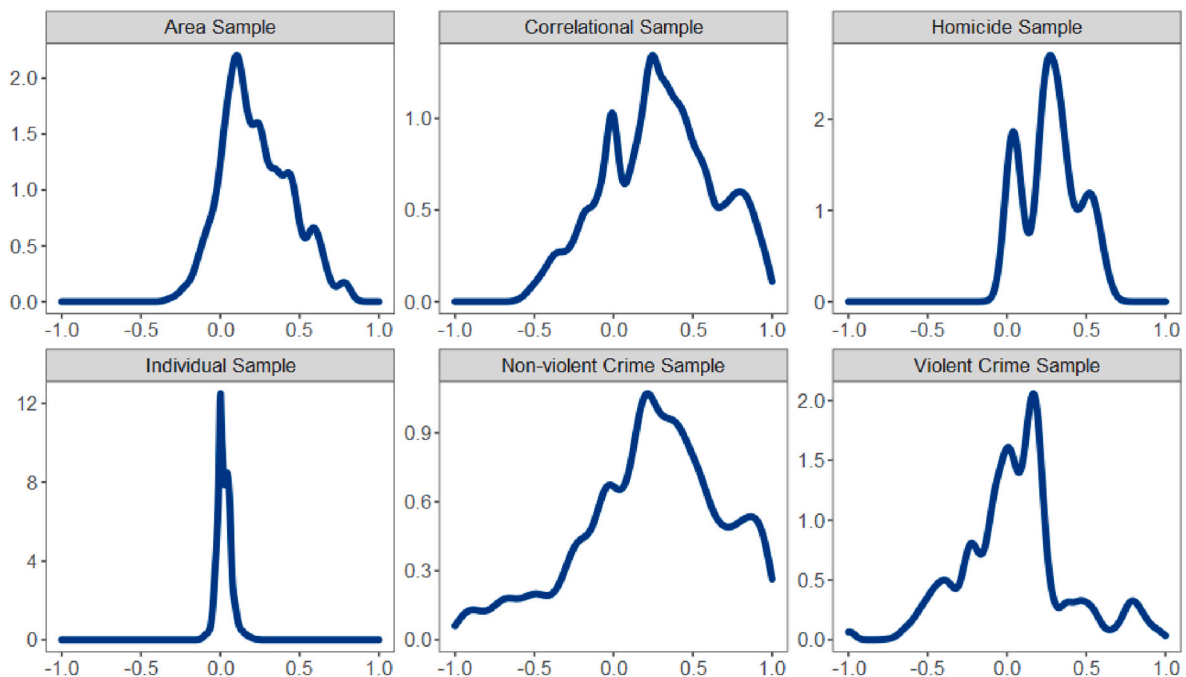 Area Sample
Correlational Sample
Homicide Sample
2.0
1.5
1.0
0.5
0.0
1.0
0.5
0.0
2
1
0
-1.0 -0.5 0.0 0.5 1.0
-1.0 -0.5 0.0 0.5 1.0
-1.0 -0.5 0.0 0.5 1.0
Individual Sample
Non-violent Crime Sample
Violent Crime Sample
12
8
4
0
0.9
0.6
0.3
0.0
2.0
1.5
1.0
0.5
0.0
-1.0 -0.5 0.0 0.5 1.0
-1.0 -0.5 0.0 0.5 1.0
-1.0 -0.5 0.0 0.5 1.0